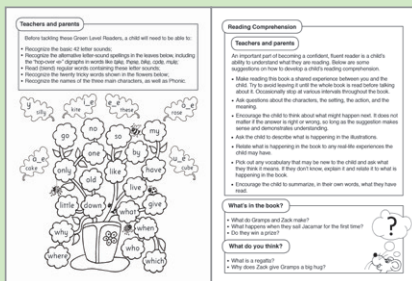 Teachers and parents
Before tackling these Green Level Readers, a child will need to be able to:
• Recognize the basic 42 letter sounds;
• Recognize the alternative letter-sound spellings in the leaves below, including
the "hop-over e" digraphs in words like
• Read (blend) regular words containing these letter sounds;
• Recognize the twenty tricky words shown in the flowers below;
• Recognize the names of the three main characters, as well as Phonic.
y
silly
i_e
kite
e_e
these
o_e
rose
a_e
cake
u_e
cube
go
no
so
my
one
by
only
old
like
have
live
little
down
what
give
why
when
where
who
which
Reading Comprehension
Teachers and parents
An important part of becoming a confident, fluent reader is a child's
ability to understand what they are reading. Below are some
suggestions on how to develop a child's reading comprehension.
• Make reading this book a shared experience between you and the
child. Try to avoid leaving it until the whole book is read before talking
about it. Occasionally stop at various intervals throughout the book.
• Ask questions about the characters, the setting, the action, and the
meaning.
• Encourage the child to think about what might happen next. It does not
matter if the answer is right or wrong, so long as the suggestion makes
sense and demonstrates understanding.
• Ask the child to describe what is happening in the illustrations.
• Relate what is happening in the book to any real-life experiences the
child may have.
• Pick out any vocabulary that may be new to the child and ask what
they think it means. If they don't know, explain it and relate it to what is
happening in the book.
• Encourage the child to summarize, in their own words, what they have
read.
What's in the book?
• What do Gramps and Zack make?
• What happens when they sail Jacamar for the first time?
• Do they win a prize?
What do you think?
• What is a regatta?
• Why does Zack give Gramps a big hug?
?